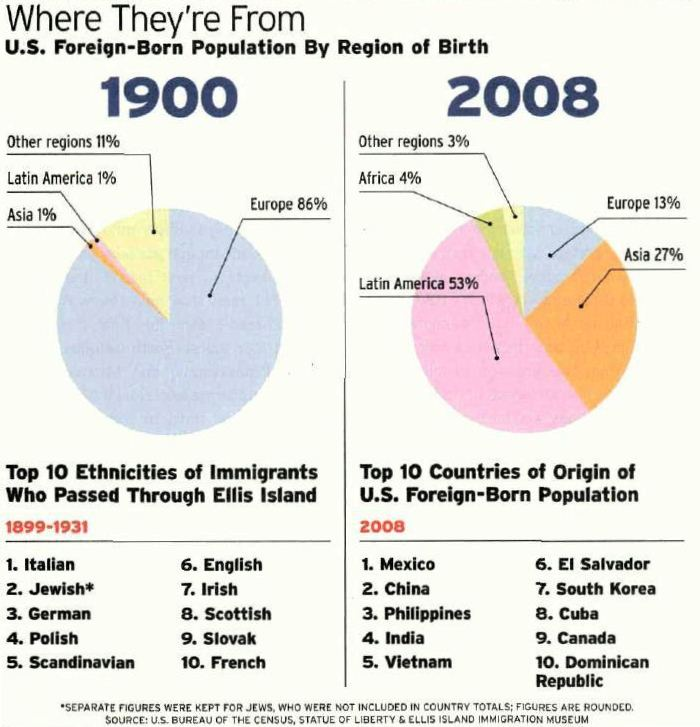 Where They're From
U.S. Foreign-Born Population By Region of Birth
1900
Other regions 11%
Latin America 1%
Asia 1%
Europe 86%
2008
Other regions 3%
Africa 4%
Europe 13%
Asia 27%
Latin America 53%
Top 10 Ethnicities of Immigrants
Who Passed Through Ellis Island
1899-1931
1. Italian
2. Jewish*
3. German
4. Polish
5. Scandinavian
6. English
7. Irish
8. Scottish
9. Slovak
10. French
Top 10 Countries of Origin of
U.S. Foreign-Born Population
2008
1. Mexico
2. China
3. Philippines
4. India
5. Vietnam
6. El Salvador
7. South Korea
8. Cuba
9. Canada
10. Dominican
Republic
*SEPARATE FIGURES WERE KEPT FOR JEWS, WHO WERE NOT INCLUDED IN COUNTRY TOTALS; FIGURES ARE ROUNDED.
SOURCE: U.S. BUREAU OF THE CENSUS, STATUE OF LIBERTY & ELLIS ISLAND IMMIGRATION MUSEUM